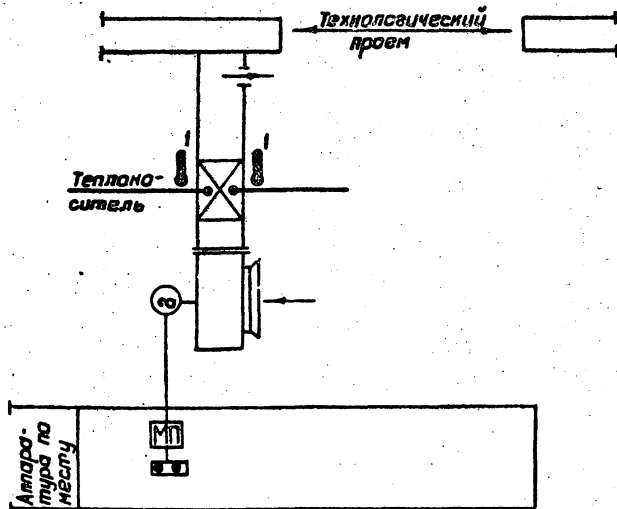 Технологический
проем
1
1
Теплоно-
ситель
а
МП
Аппара-
тура по
месту